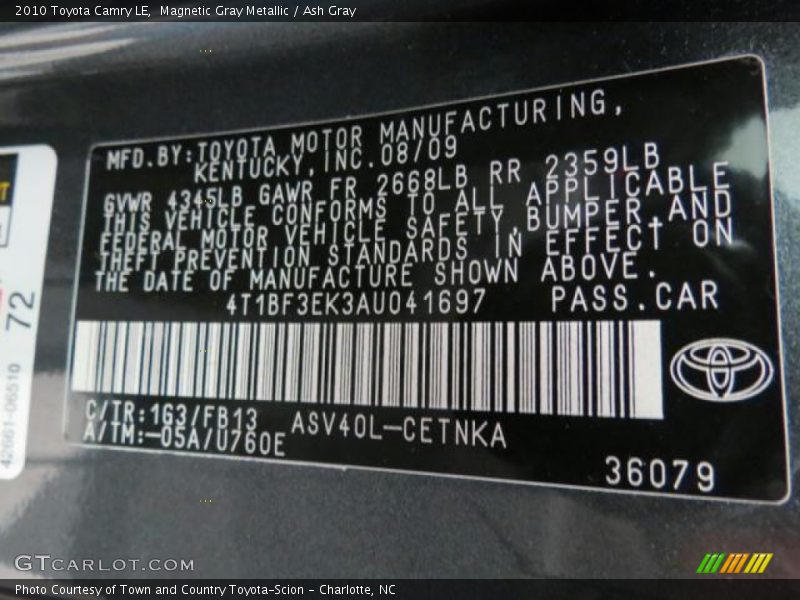 2010 Toyota Camry LE, Magnetic Gray Metallic / Ash Gray
MFD.BY:TOYOTA MOTOR MANUFACTURING,
KENTUCKY,INC.08/09
GVWR 4345LB GAWR FR 2668LB RR 2359LB
THIS VEHICLE CONFORMS TO ALL APPLICABLE
FEDERAL MOTOR VEHICLE SAFETY,BUMPER,AND
THEFT PREVENTION STANDARDS IN EFFECT ON
THE DATE OF MANUFACTURE SHOWN ABOVE.
4T1BF3EK3AU041697 PASS.CAR
C/TR:163/FB13 ASV40L-CETNKA
A/TM:-05A/U760E
36079
72
42661-06510
GTCARLOT.COM
Photo Courtesy of Town and Country Toyota-Scion - Charlotte, NC